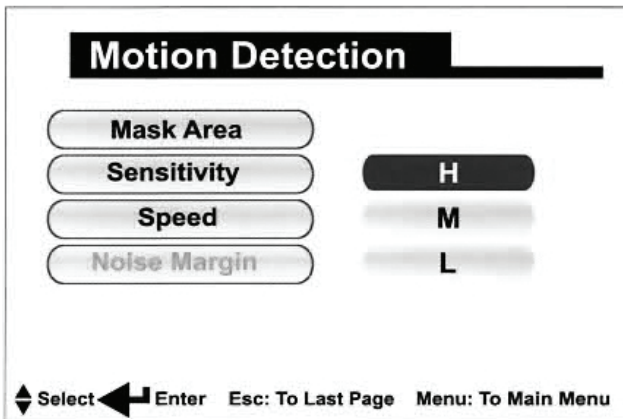 Motion Detection
Mask Area
Sensitivity H
Speed M
Noise Margin L
Select Enter Esc: To Last Page Menu: To Main Menu